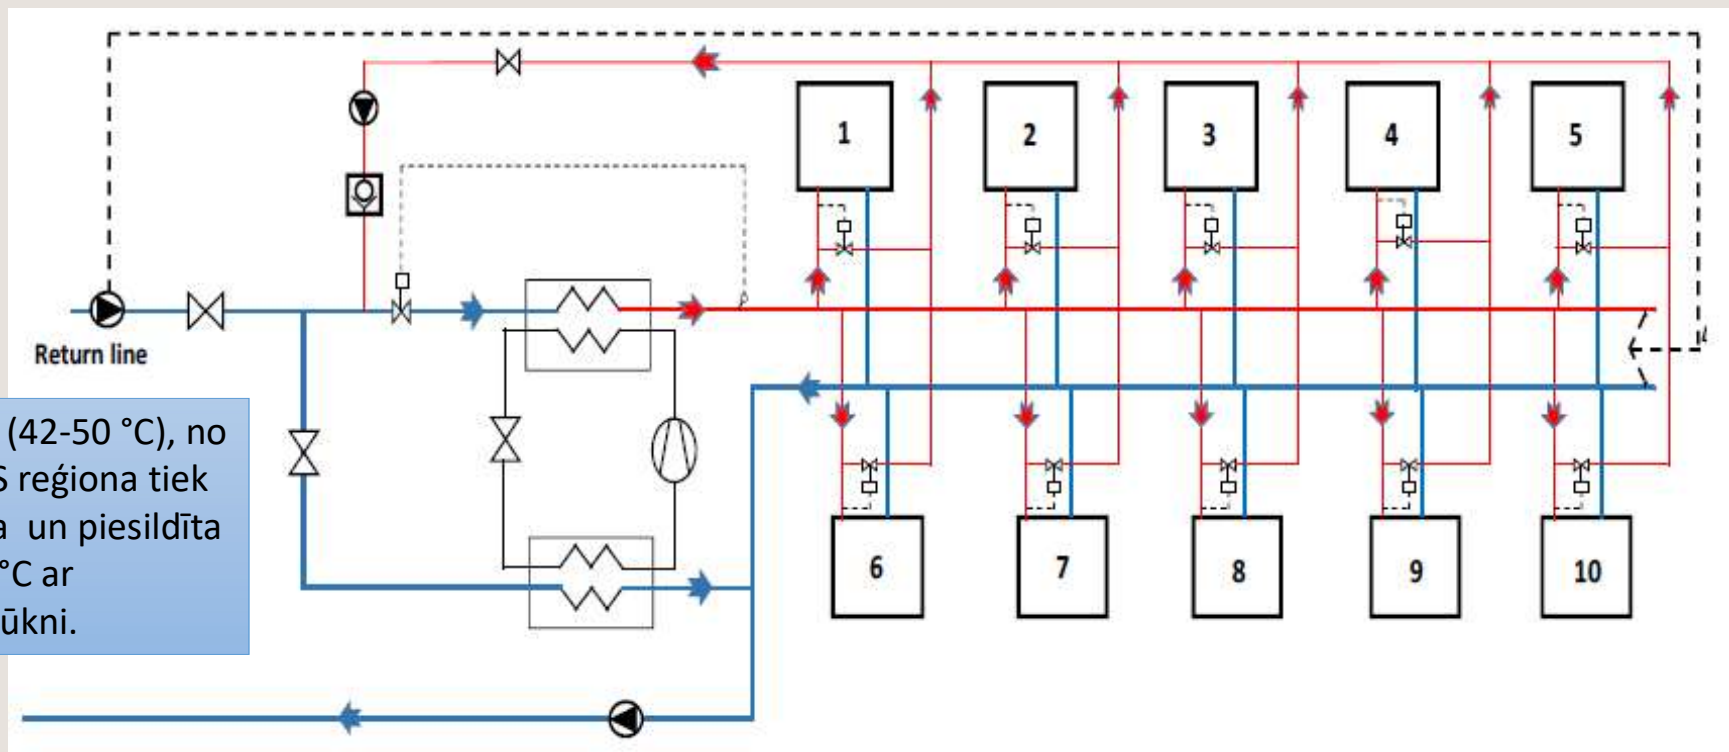 1
2
3
4
5
Return line
(42-50 °C), no
S reģiona tiek
a un piesildīta
°C ar
ūkni.
6
7
8
9
10